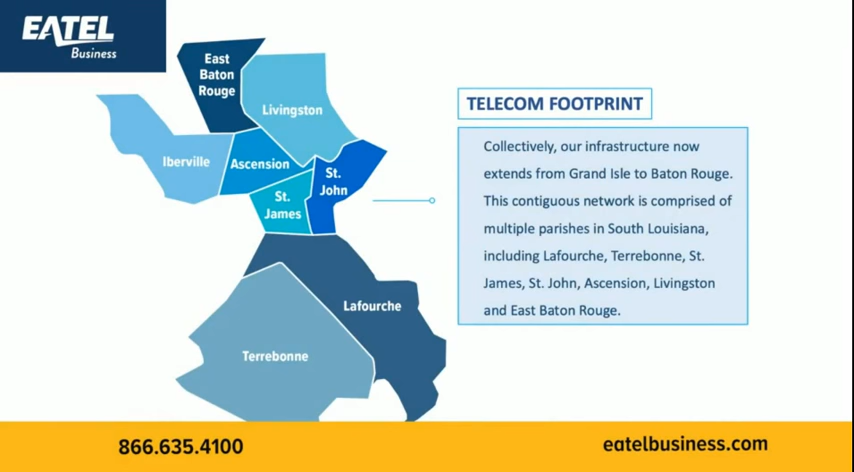 EATEL
Business
East
Baton
Rouge
Livingston
Iberville
Ascension
St.
John
St.
James
Lafourche
Terrebonne
TELECOM FOOTPRINT
Collectively, our infrastructure now
extends from Grand Isle to Baton Rouge.
This contiguous network is comprised of
multiple parishes in South Louisiana,
including Lafourche, Terrebonne, St.
James, St. John, Ascension, Livingston
and East Baton Rouge.
866.635.4100
eatelbusiness.com